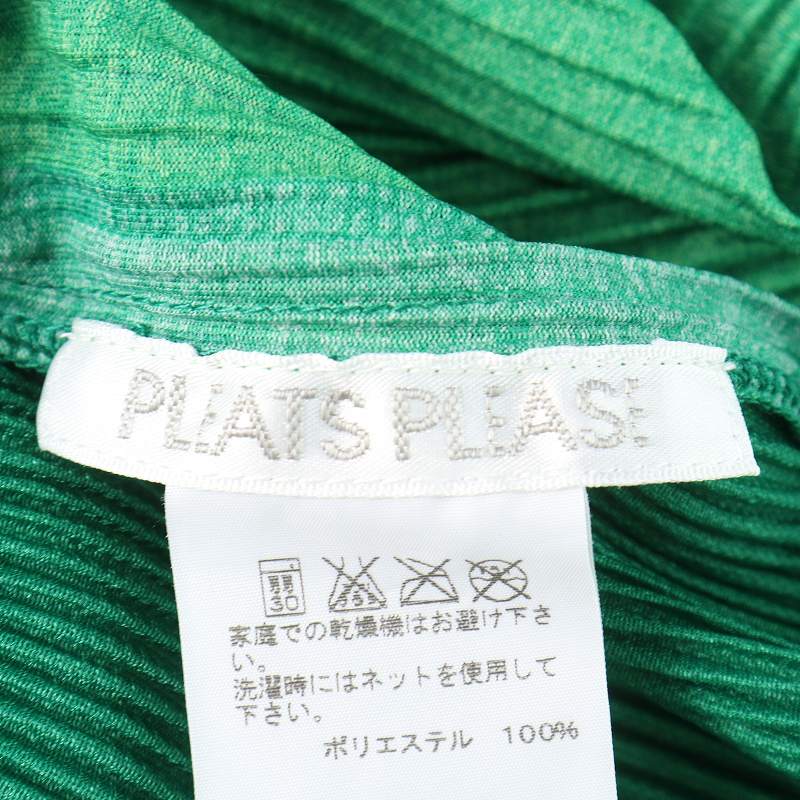 PLEATS PLEASE
弱
30
家庭での乾燥機はお避け下さ
い。
洗濯時にはネットを使用して
下さい。
ポリエステル 100%